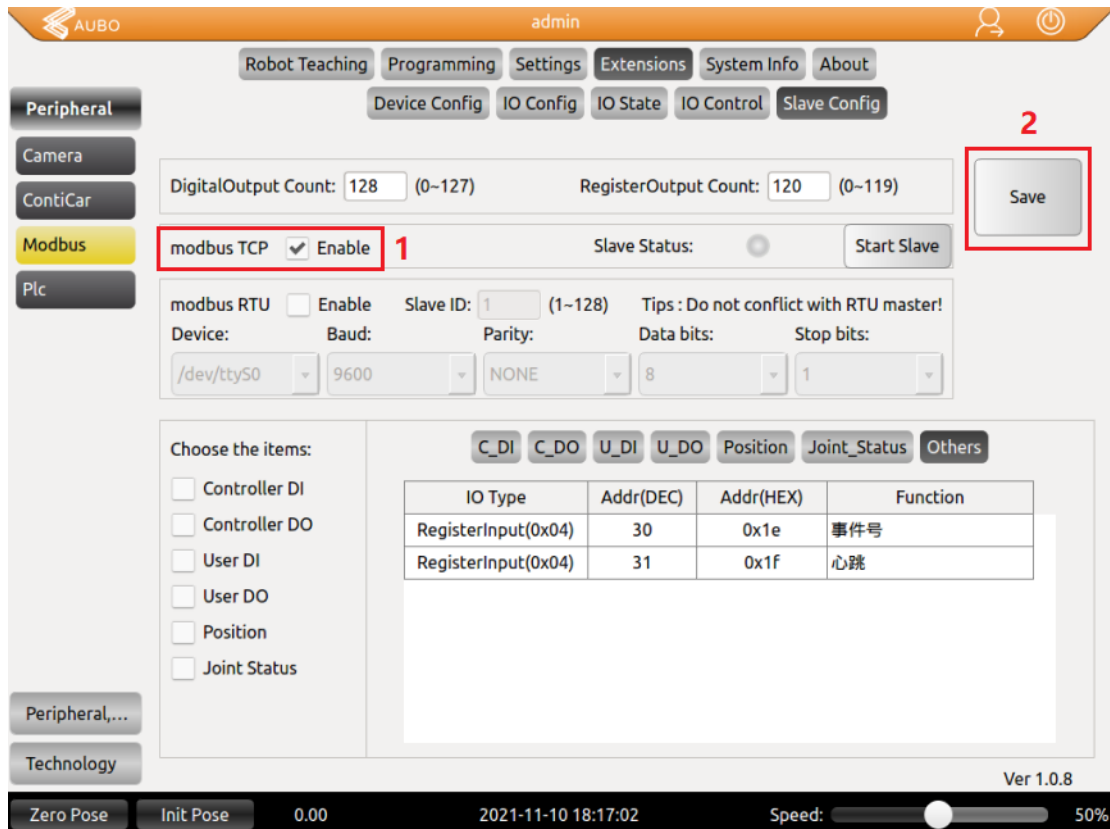 AUBO admin
Robot Teaching Programming Settings Extensions System Info About
Peripheral Device Config IO Config IO State IO Control Slave Config
2
Camera
DigitalOutput Count: 128 (0~127) RegisterOutput Count: 120 (0~119) Save
ContiCar
Modbus modbus TCP Enable 1 Slave Status: Start Slave
Plc
modbus RTU Enable Slave ID: 1 (1~128) Tips : Do not conflict with RTU master!
Device: Baud: Parity: Data bits: Stop bits:
/dev/ttyS0 9600 NONE 8 1
Choose the items: C_DI C_DO U_DI U_DO Position Joint_Status Others
Controller DI IO Type Addr(DEC) Addr(HEX) Function
Controller DO RegisterInput(0x04) 30 0x1e 事件号
User DI RegisterInput(0x04) 31 0x1f 心跳
User DO
Position
Joint Status
Peripheral,...
Technology
Ver 1.0.8
Zero Pose Init Pose 0.00 2021-11-10 18:17:02 Speed: 50%